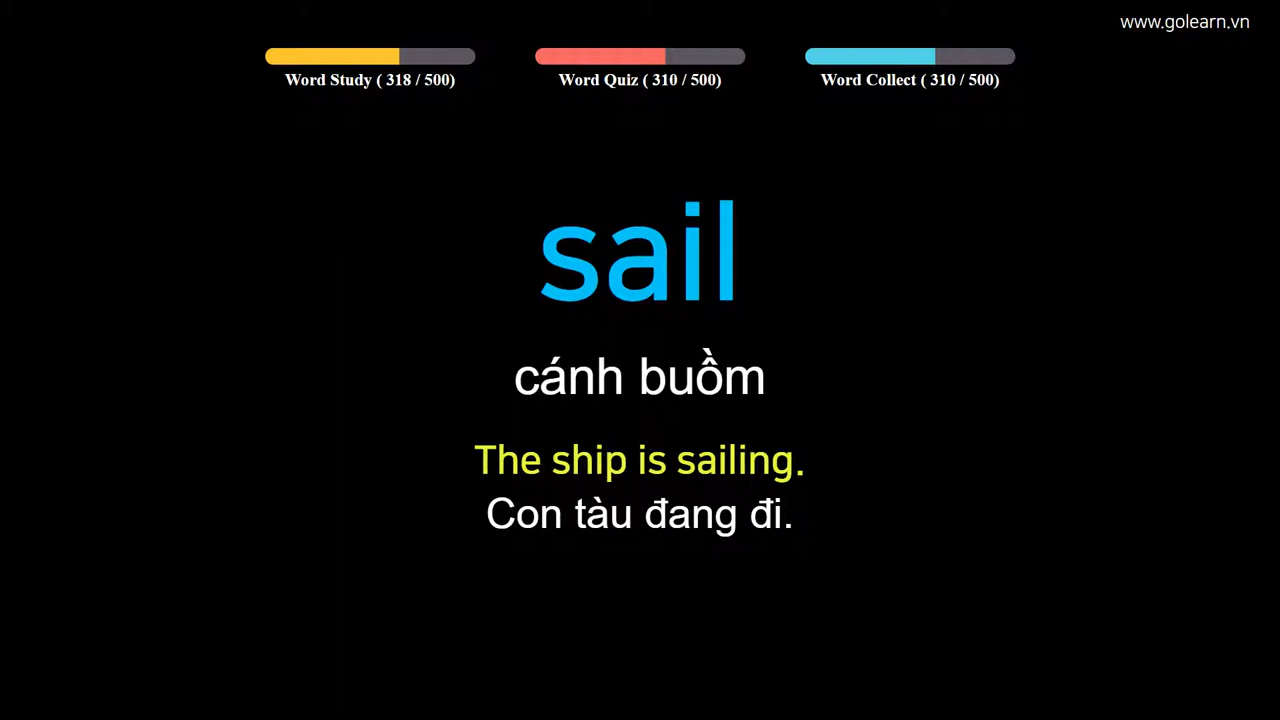 www.golearn.vn
Word Study ( 318 / 500)
Word Quiz ( 310 / 500)
Word Collect ( 310 / 500)
sail
cánh buồm
The ship is sailing.
Con tàu đang đi.